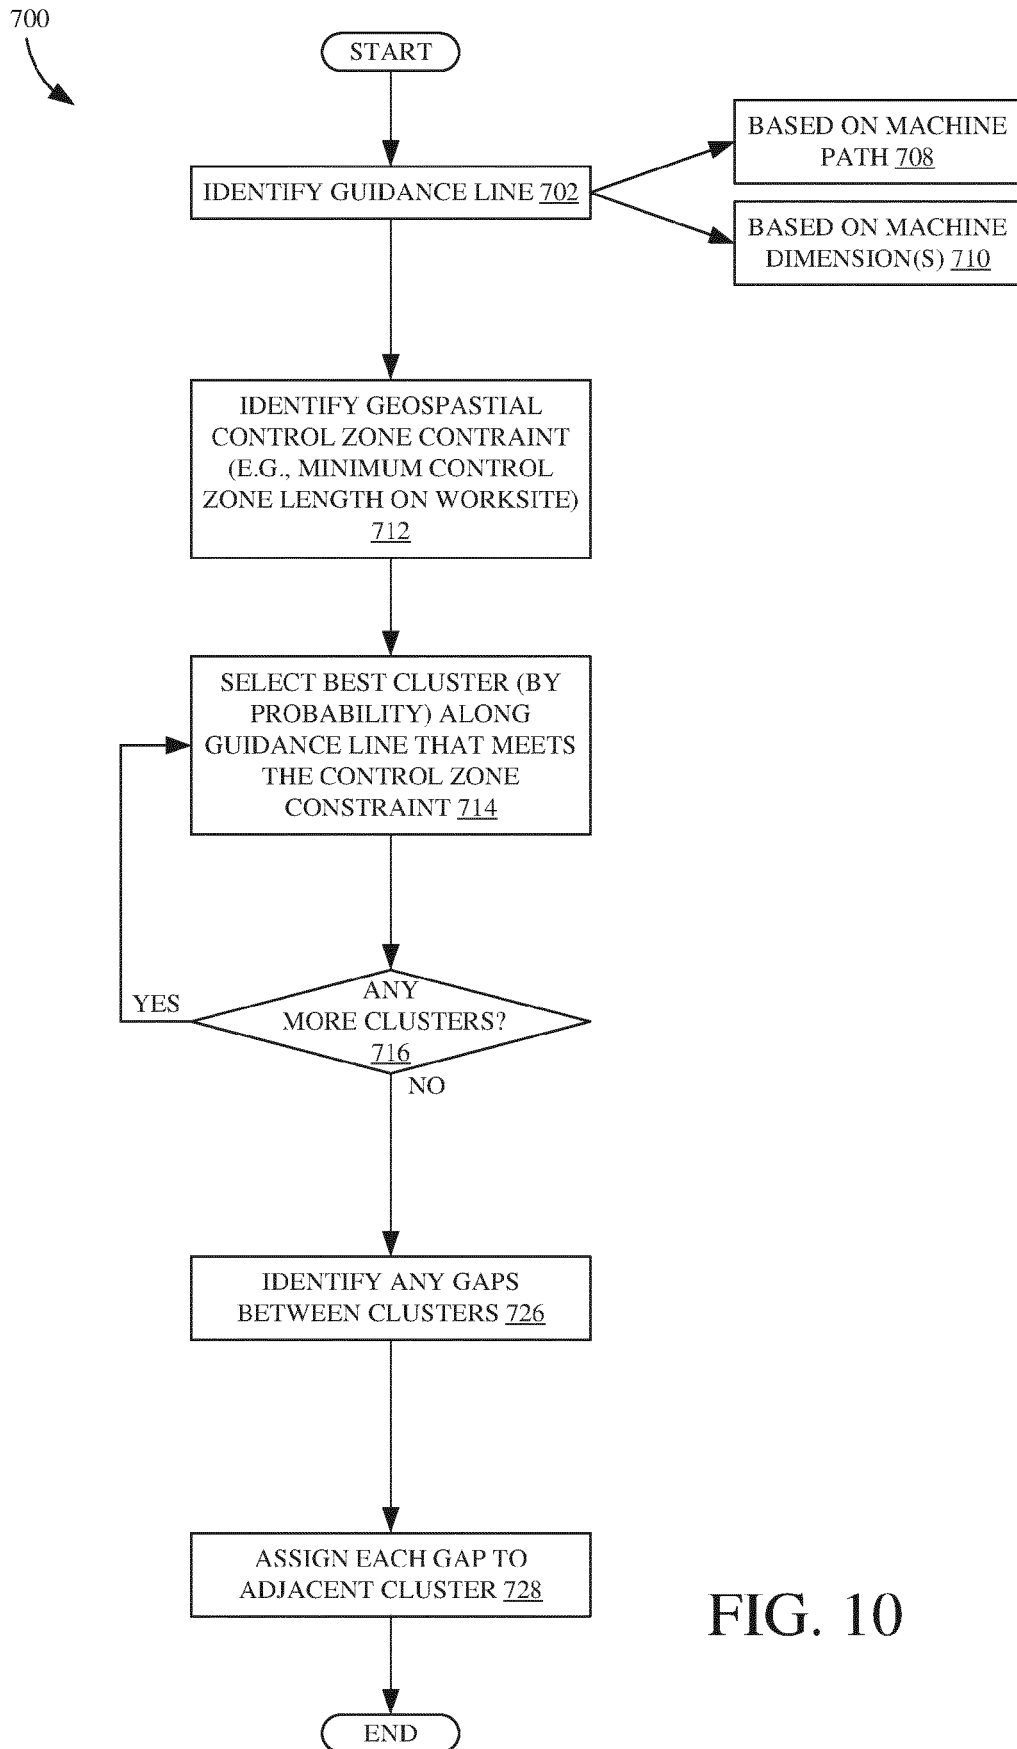 700
START
IDENTIFY GUIDANCE LINE 702
BASED ON MACHINE
PATH 708
BASED ON MACHINE
DIMENSION(S) 710
IDENTIFY GEOSPASTIAL
CONTROL ZONE CONTRAINT
(E.G., MINIMUM CONTROL
ZONE LENGTH ON WORKSITE)
712
SELECT BEST CLUSTER (BY
PROBABILITY) ALONG
GUIDANCE LINE THAT MEETS
THE CONTROL ZONE
CONSTRAINT 714
YES
ANY
MORE CLUSTERS?
716
NO
IDENTIFY ANY GAPS
BETWEEN CLUSTERS 726
ASSIGN EACH GAP TO
ADJACENT CLUSTER 728
FIG. 10
END